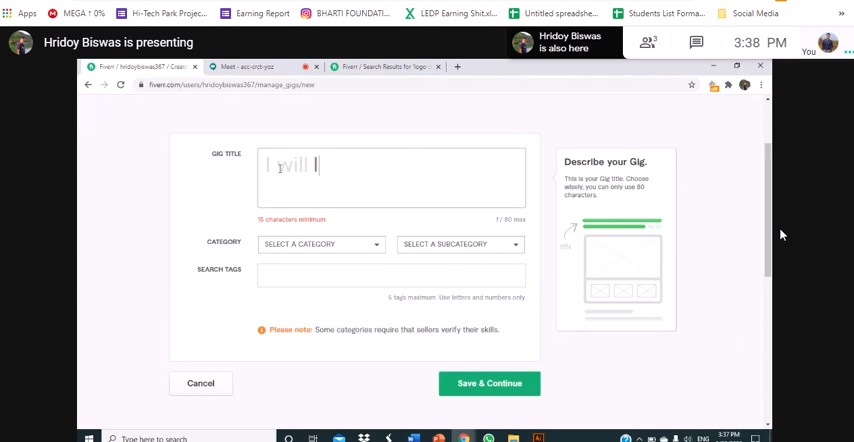 Apps MEGA ↑ 0% Hi-Tech Park Projec... Earning Report BHARTI FOUNDATI... LEDP Earning Shit.xl... Untitled spreadshe... Students List Forma... Social Media »
Hridoy Biswas is presenting
Hridoy Biswas
is also here
3
3:38 PM
You
Fiverr / hridoybiswas367 / Creat
Meet - acc-crct-yoz
Fiverr / Search Results for 'logo
fiverr.com/users/hridoybiswas367/manage_gigs/new
GIG TITLE
I will I
15 characters minimum
1 / 80 max
CATEGORY
SELECT A CATEGORY
SELECT A SUBCATEGORY
SEARCH TAGS
5 tags maximum. Use letters and numbers only.
Please note: Some categories require that sellers verify their skills.
Cancel
Save & Continue
Describe your Gig.
This is your Gig title. Choose
wisely, you can only use 80
characters.
title
Type here to search
ENG
3:37 PM